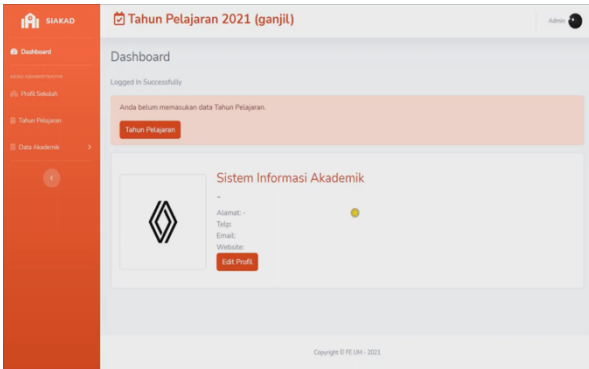 SIAKAD
Tahun Pelajaran 2021 (ganjil)
Admin
Dashboard
MENU ADMINISTRATOR
Profil Sekolah
Tahun Pelajaran
Data Akademik
Dashboard
Logged In Successfully
Anda belum memasukan data Tahun Pelajaran.
Tahun Pelajaran
Sistem Informasi Akademik
-
Alamat: -
Telp:
Email:
Website:
Edit Profil
Copyright © FE UM - 2021